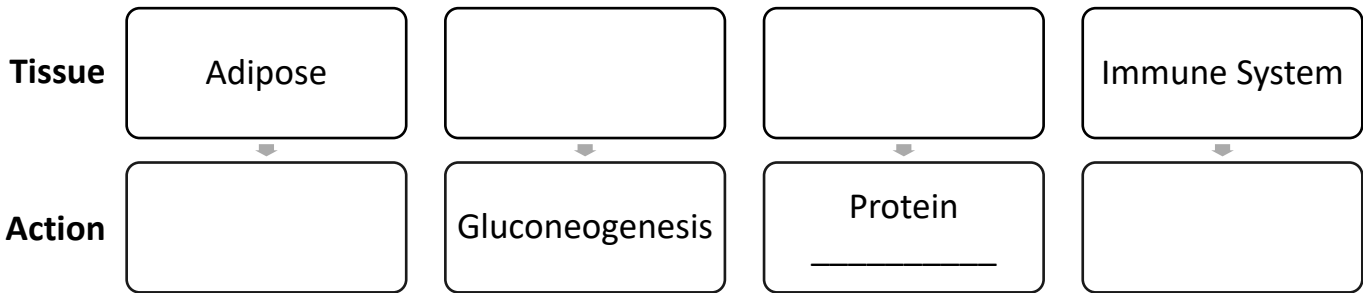 Tissue
Adipose
Immune System
Action
Gluconeogenesis
Protein
__________